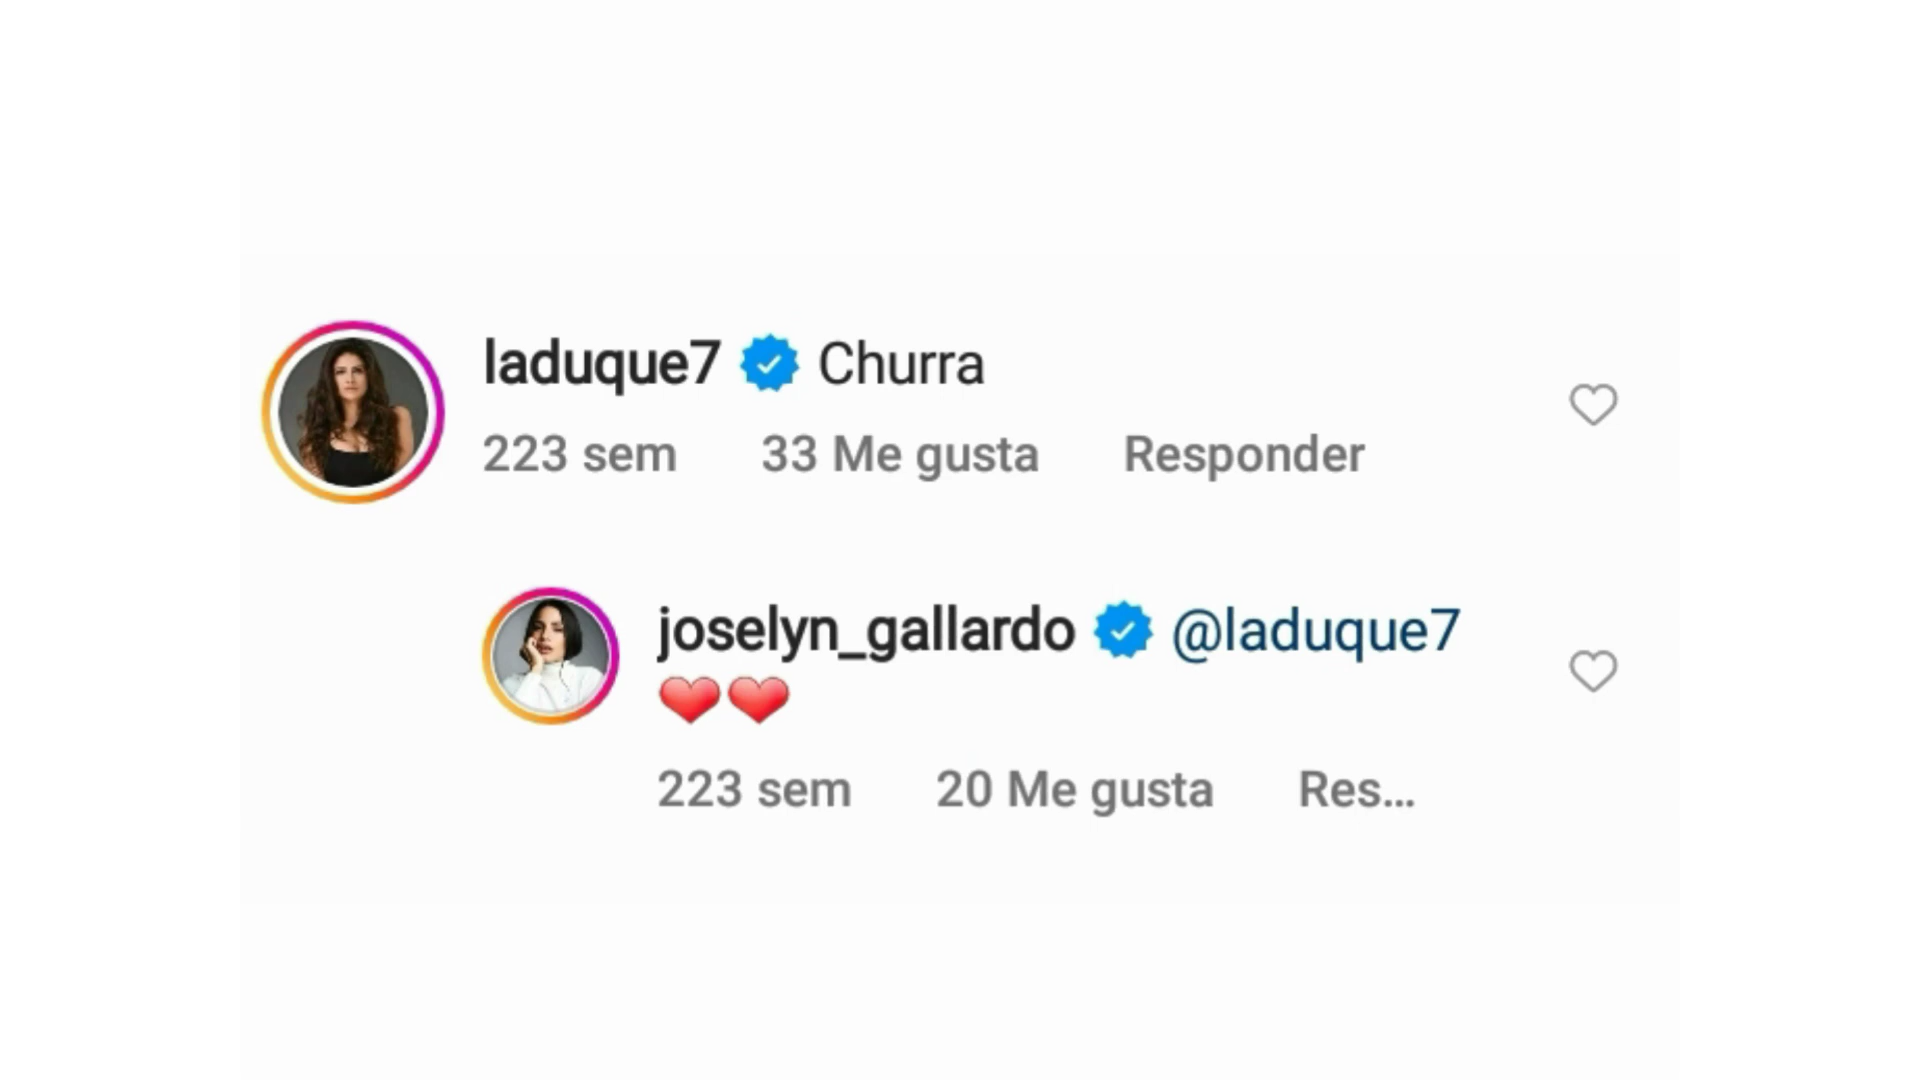 laduque7 Churra
223 sem 33 Me gusta Responder
joselyn_gallardo @laduque7
❤❤
223 sem 20 Me gusta Res...